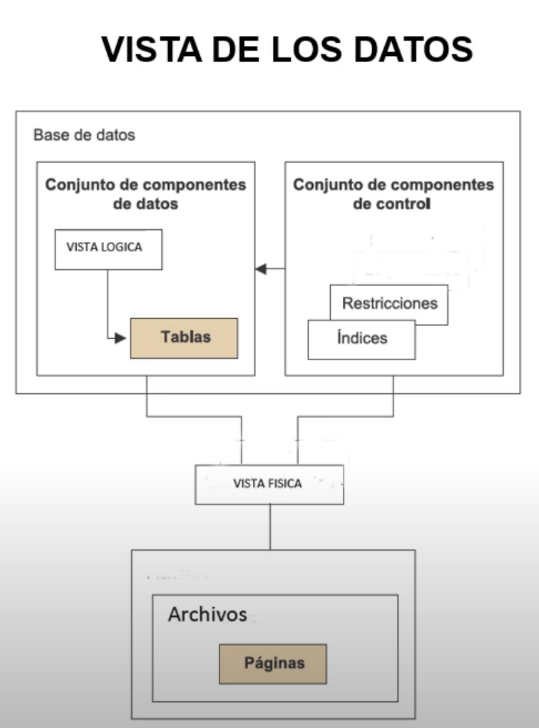 VISTA DE LOS DATOS
Base de datos
Conjunto de componentes
de datos
VISTA LOGICA
Tablas
Conjunto de componentes
de control
Restricciones
Índices
VISTA FISICA
Archivos
Páginas